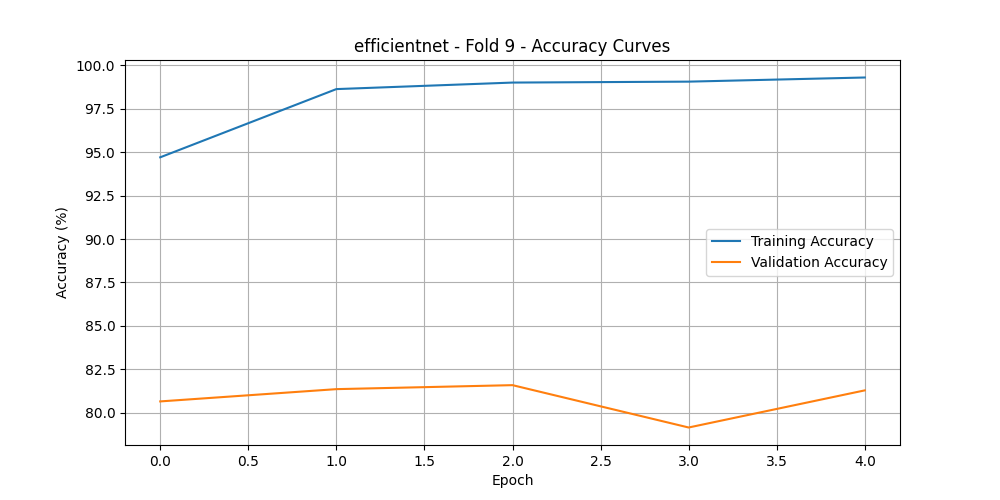 efficientnet - Fold 9 - Accuracy Curves
100.0
97.5
95.0
92.5
90.0
87.5
85.0
82.5
80.0
Accuracy (%)
Training Accuracy
Validation Accuracy
0.0 0.5 1.0 1.5 2.0 2.5 3.0 3.5 4.0
Epoch